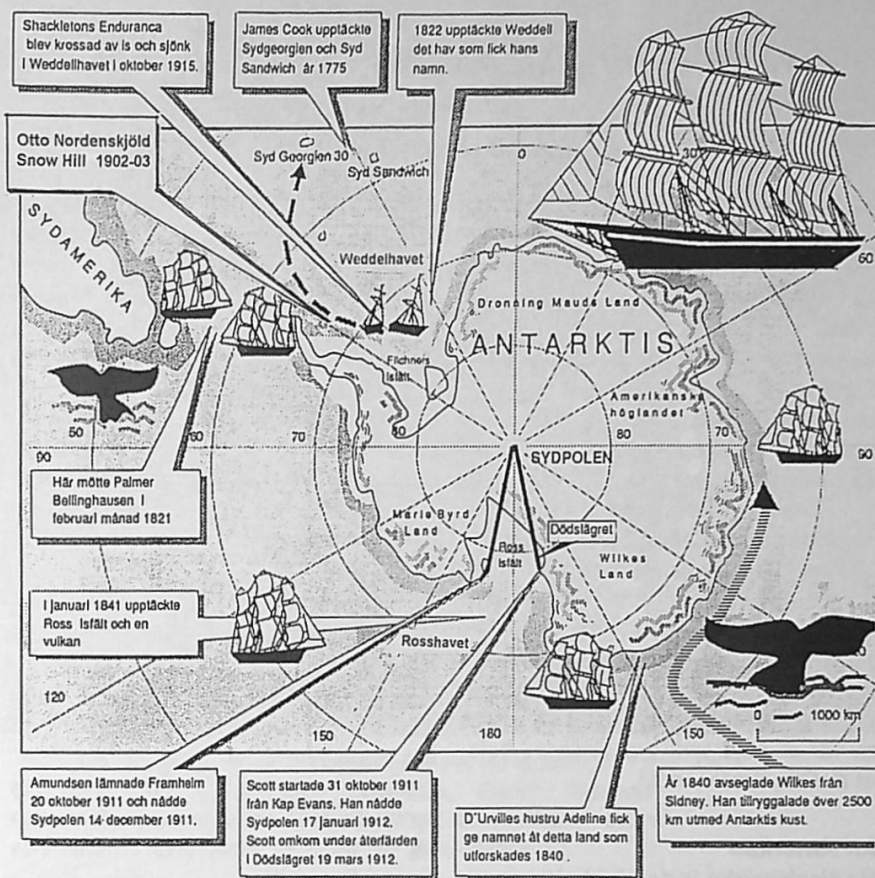 Shackletons Enduranca
blev krossad av is och sjönk
i Weddellhavet i oktober 1915.
James Cook upptäckte
Sydgeorgien och Syd
Sandwich år 1775
1822 upptäckte Weddell
det hav som fick hans
namn.
Otto Nordenskjöld
Snow Hill 1902-03
Syd Georgien 30
Syd Sandwich
0
30
SYDAMERIKA
Weddelhavet
60
Dronning Mauds Land
ANTARKTIS
Filchners
Isfält
Amerikanska
höglandet
50
60
70
80
80
70
90
90
SYDPOLEN
Här mötte Palmer
Bellinghausen i
februari månad 1821
Marie Byrd
Land
Dödslägret
Ross
Isfält
Wilkes
Land
I januari 1841 upptäckte
Ross Isfält och en
vulkan
Rosshavet
120
150
180
150
0 1000 km
Amundsen lämnade Framheim
20 oktober 1911 och nådde
Sydpolen 14 december 1911.
Scott startade 31 oktober 1911
från Kap Evans. Han nådde
Sydpolen 17 januari 1912.
Scott omkom under återfärden
i Dödslägret 19 mars 1912.
D'Urvilles hustru Adeline fick
ge namnet åt detta land som
utforskades 1840 .
År 1840 avseglade Wilkes från
Sidney. Han tillryggalade över 2500
km utmed Antarktis kust.